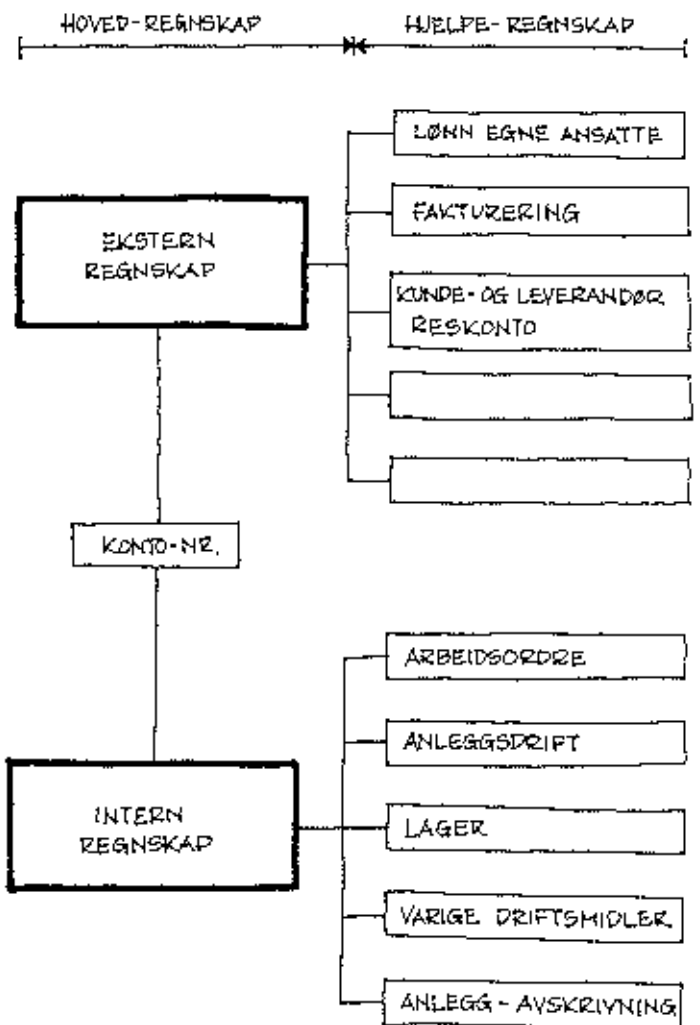 HOVED-REGNSKAP
HJELPE-REGNSKAP
LØNN EGNE ANSATTE
FAKTURERING
EKSTERN
REGNSKAP
KUNDE-OG LEVERANDØR
RESKONTO
KONTO-NR.
ARBEIDSORDRE
ANLEGGSDRIFT
INTERN
REGNSKAP
LAGER
VARIGE DRIFTSMIDLER
ANLEGG-AVSKRIVNING